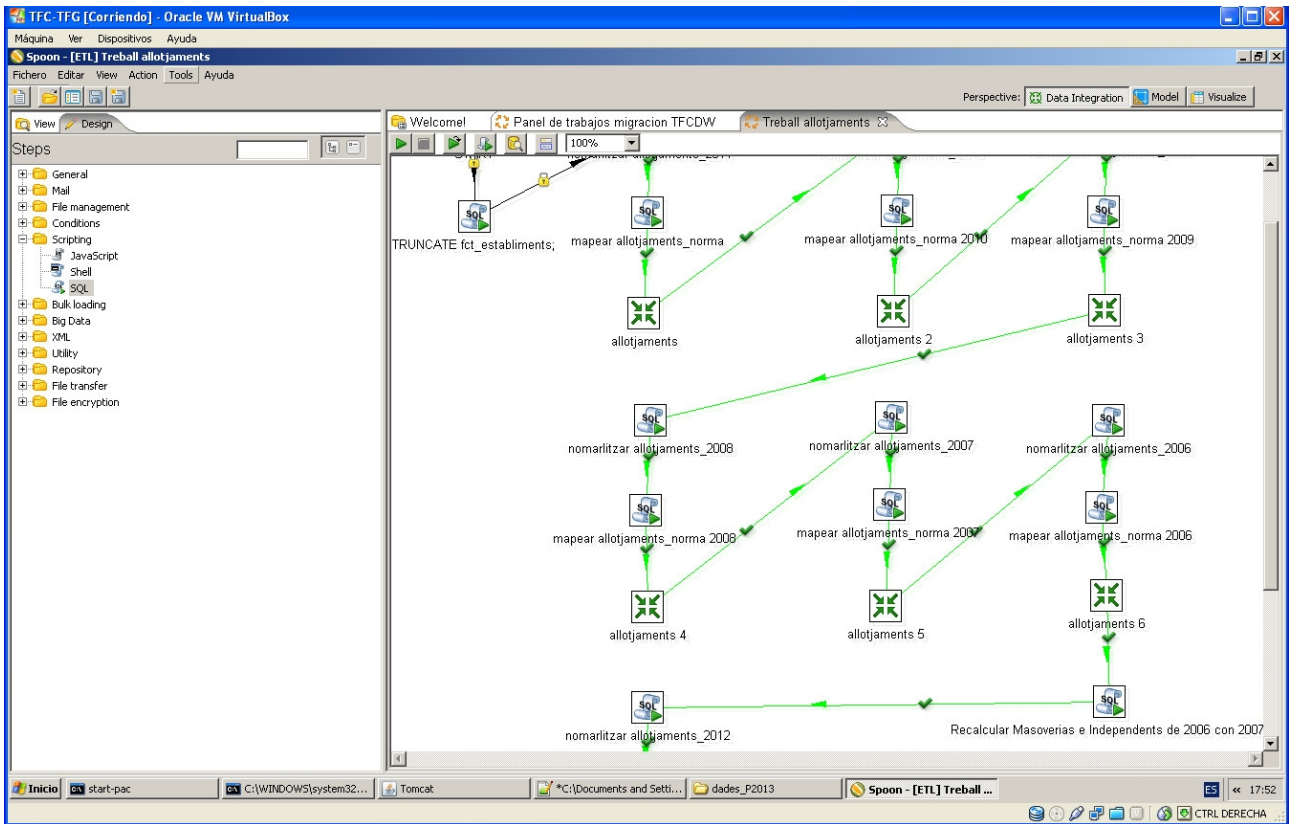 TFC-TFG [Corriendo] - Oracle VM VirtualBox
Máquina Ver Dispositivos Ayuda
Spoon - [ETL] Treball allotjaments
Fichero Editar View Action Tools Ayuda
Perspective: Data Integration Model Visualize
View Design
Welcome! Panel de trabajos migracion TFCDW Treball allotjaments
Steps
100%
General
Mail
File management
Conditions
Scripting
JavaScript
Shell
SQL
Bulk loading
Big Data
XML
Utility
Repository
File transfer
File encryption
TRUNCATE fct_establiments;
mapear allotjaments_norma
mapear allotjaments_norma 2010
mapear allotjaments_norma 2009
allotjaments
allotjaments 2
allotjaments 3
nomarlitzar allotjaments_2008
nomarlitzar allotjaments_2007
nomarlitzar allotjaments_2006
mapear allotjaments_norma 2008
mapear allotjaments_norma 2007
mapear allotjaments_norma 2006
allotjaments 4
allotjaments 5
allotjaments 6
nomarlitzar allotjaments_2012
Recalcular Masoverias e Independents de 2006 con 2007
Inicio start-pac C:\WINDOWS\system32... Tomcat *C:\Documents and Setti... dades_P2013 Spoon - [ETL] Treball ... ES « 17:52
CTRL DERECHA